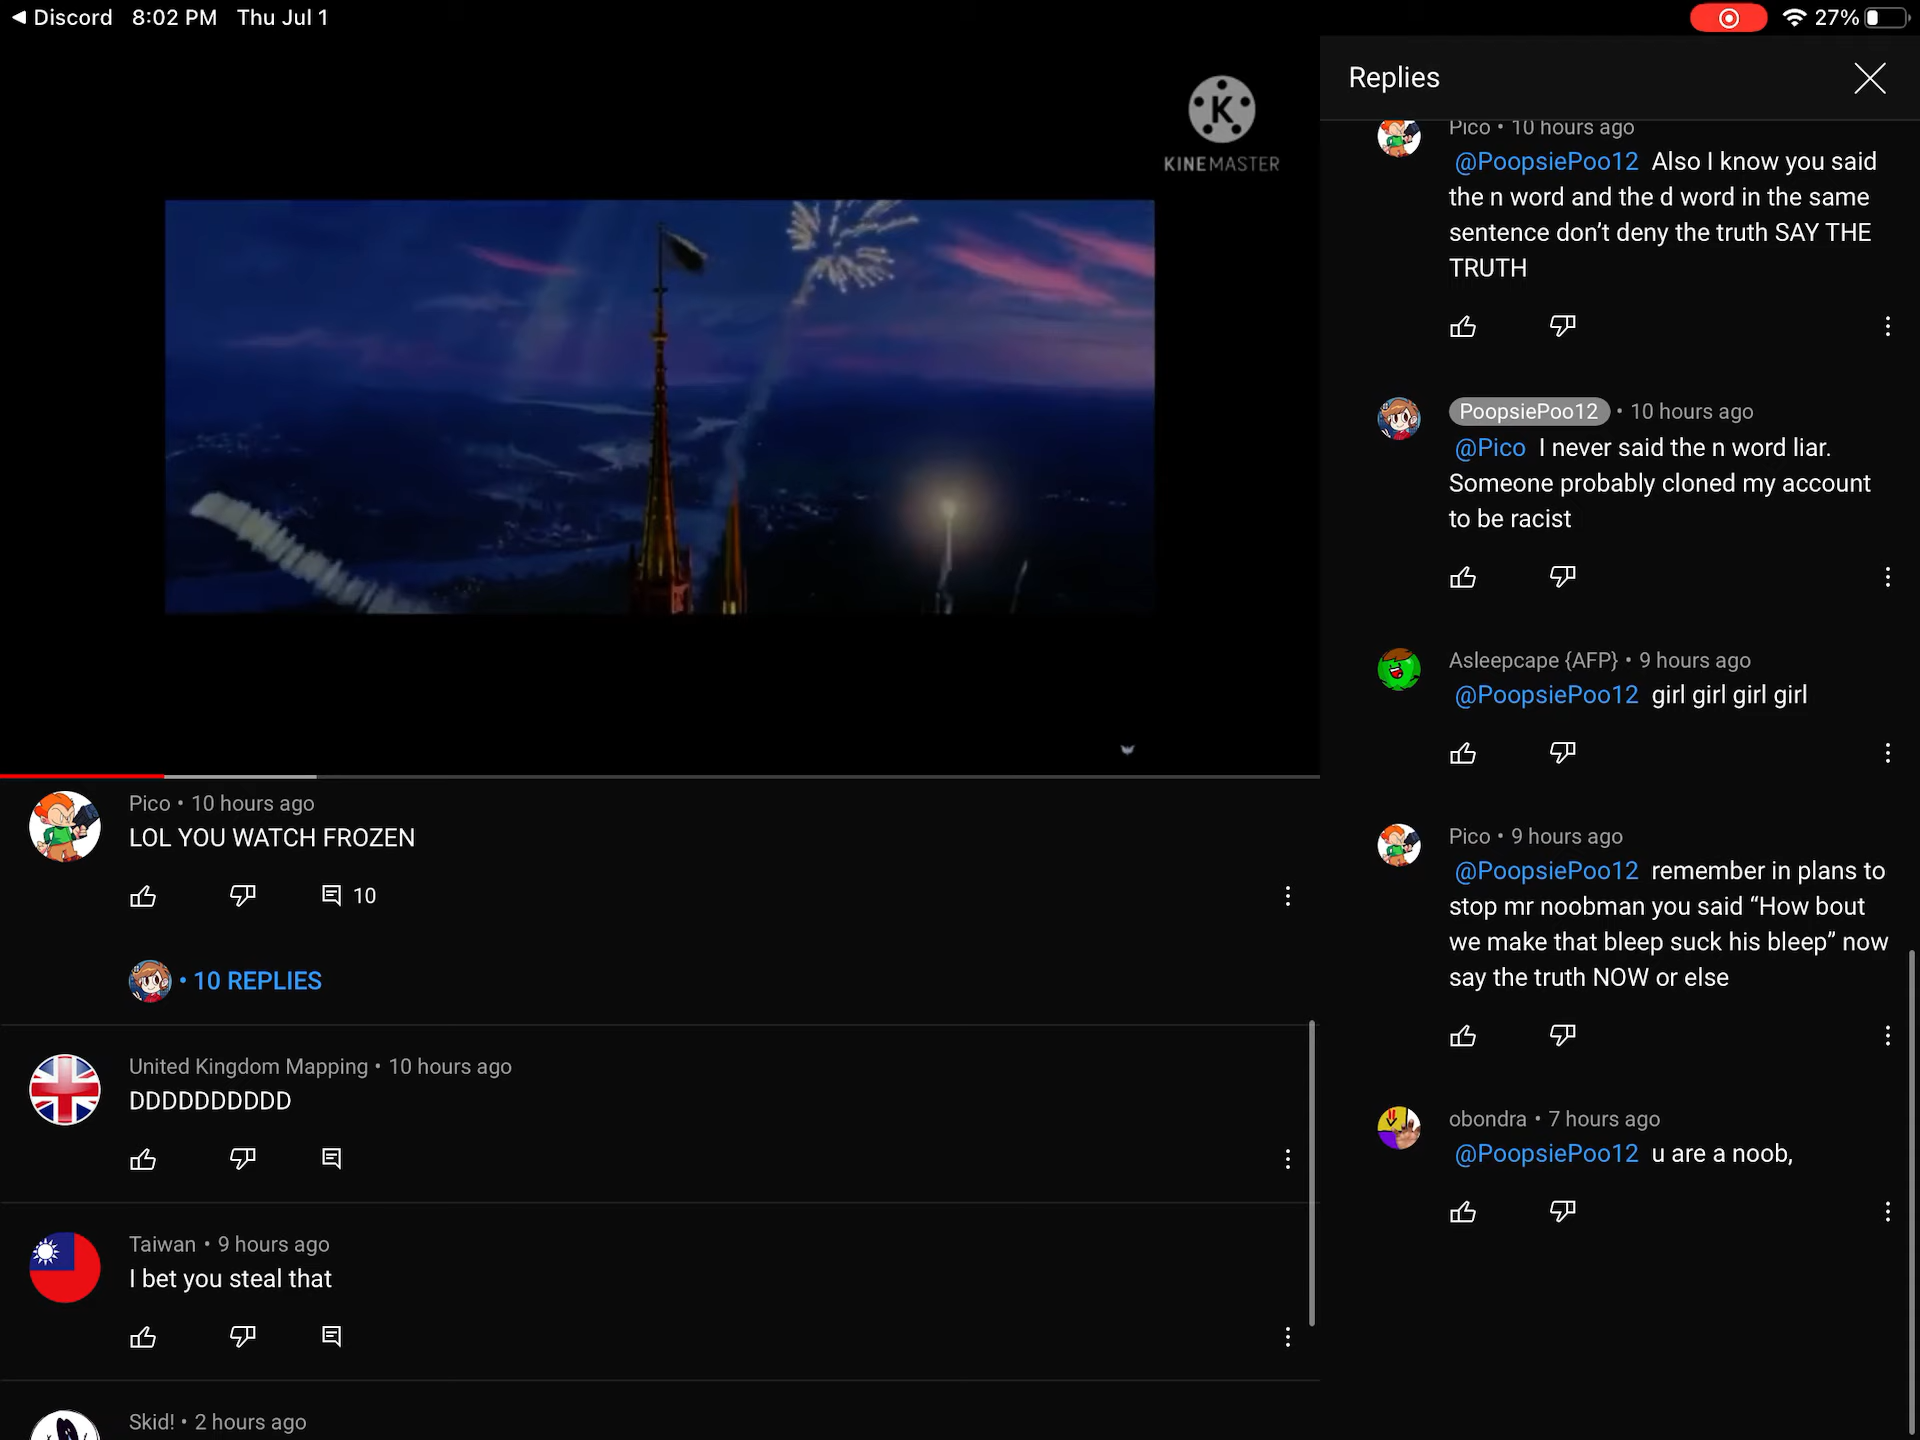 Discord 8:02 PM Thu Jul 1
27%
K
KINEMASTER
Pico • 10 hours ago
LOL YOU WATCH FROZEN
10
• 10 REPLIES
United Kingdom Mapping • 10 hours ago
DDDDDDDDDD
Taiwan • 9 hours ago
I bet you steal that
Skid! • 2 hours ago
Replies
Pico • 10 hours ago
@PoopsiePoo12 Also I know you said
the n word and the d word in the same
sentence don’t deny the truth SAY THE
TRUTH
PoopsiePoo12 • 10 hours ago
@Pico I never said the n word liar.
Someone probably cloned my account
to be racist
Asleepcape {AFP} • 9 hours ago
@PoopsiePoo12 girl girl girl girl
Pico • 9 hours ago
@PoopsiePoo12 remember in plans to
stop mr noobman you said “How bout
we make that bleep suck his bleep” now
say the truth NOW or else
obondra • 7 hours ago
@PoopsiePoo12 u are a noob,